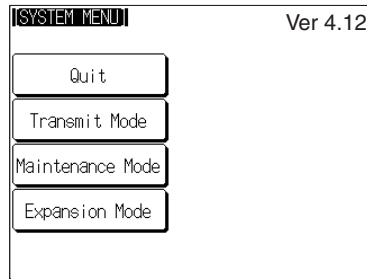 SYSTEM MENU
Ver 4.12
Quit
Transmit Mode
Maintenance Mode
Expansion Mode